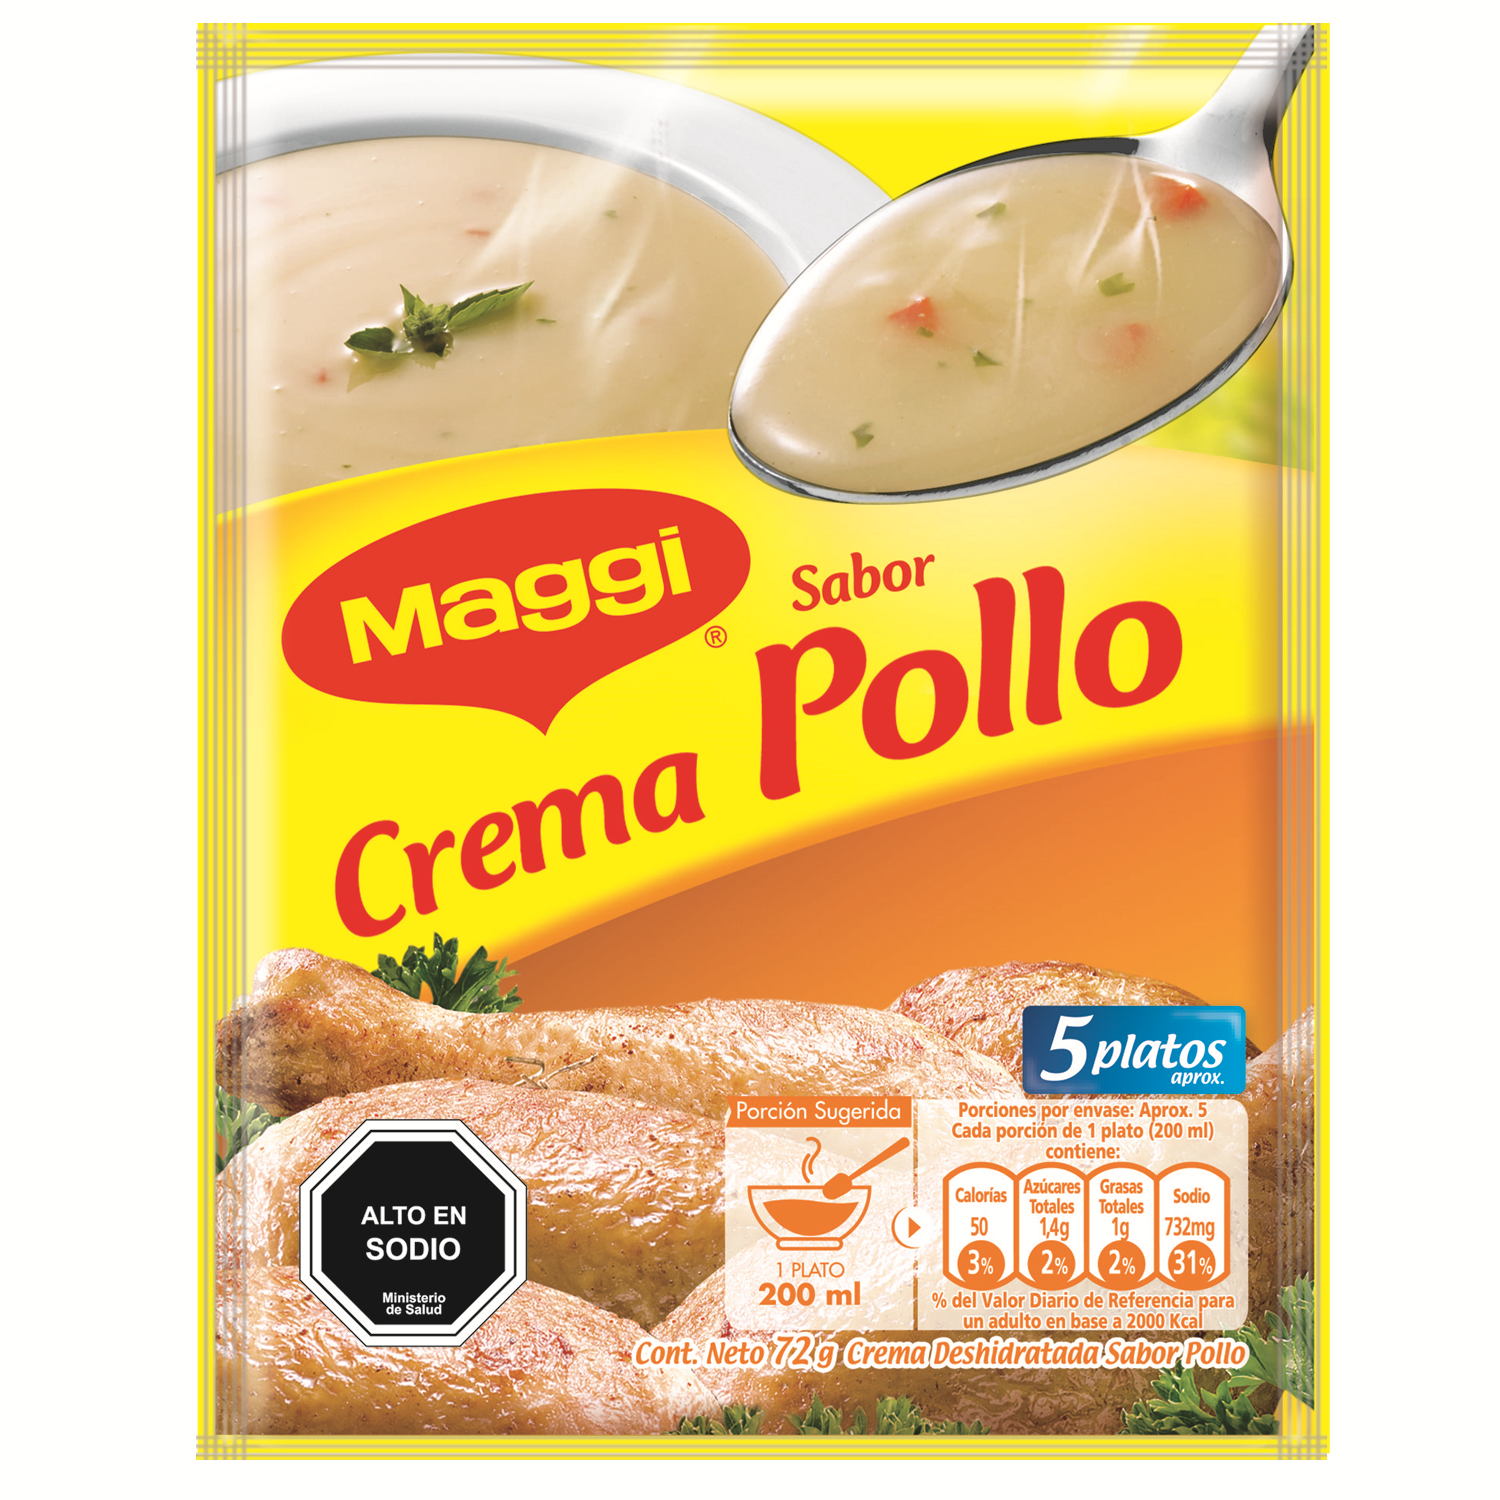 Maggi
®
Sabor
Pollo
Crema
5 platos
aprox.
ALTO EN
SODIO
Ministerio
de Salud
Porción Sugerida
1 PLATO
200 ml
Porciones por envase: Aprox. 5
Cada porción de 1 plato (200 ml)
contiene:
Calorías
50
3%
Azúcares
Totales
1,4g
2%
Grasas
Totales
1g
2%
Sodio
732mg
31%
% del Valor Diario de Referencia para
un adulto en base a 2000 Kcal
Cont. Neto 72 g Crema Deshidratada Sabor Pollo